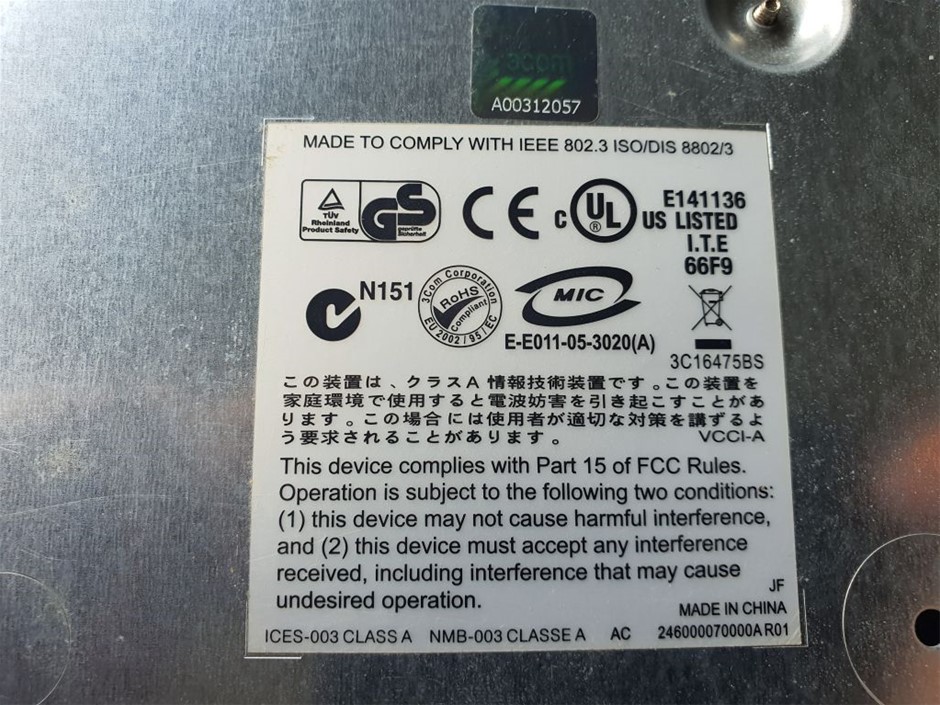 3com
A00312057
MADE TO COMPLY WITH IEEE 802.3 ISO/DIS 8802/3
TÜV
Rheinland
Product Safety
GS
geprüfte
Sicherheit
CE
c UL ® US LISTED
E141136
I.T.E
66F9
N151
3Com Corporation
RoHS
Compliant
EU 2002/95/EC
MIC
E-E011-05-3020(A)
3C16475BS
この装置は、クラスA 情報技術装置です。この装置を
家庭環境で使用すると電波妨害を引き起こすことがあ
ります。この場合には使用者が適切な対策を講ずるよ
う要求されることがあります。
VCCI-A
This device complies with Part 15 of FCC Rules.
Operation is subject to the following two conditions:
(1) this device may not cause harmful interference,
and (2) this device must accept any interference
received, including interference that may cause
undesired operation.
JF
MADE IN CHINA
ICES-003 CLASS A NMB-003 CLASSE A AC 246000070000A R01